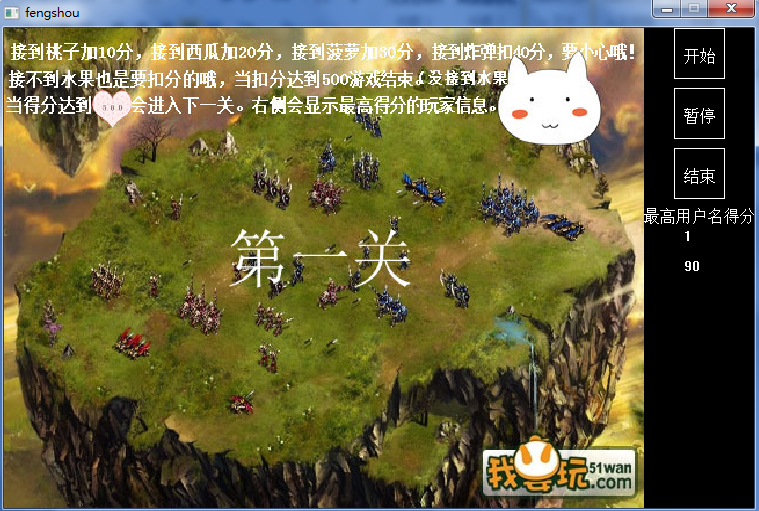 fengshou
接到桃子加10分，接到西瓜加20分，接到菠萝加30分，接到炸弹扣40分，要小心哦！
接不到水果也是要扣分的哦，当扣分达到500游戏结束。没接到水果
当得分达到
会进入下一关。右侧会显示最高得分的玩家信息。
第一关
开始
暂停
结束
最高用户名得分
1
90
我要玩
51wan
.com